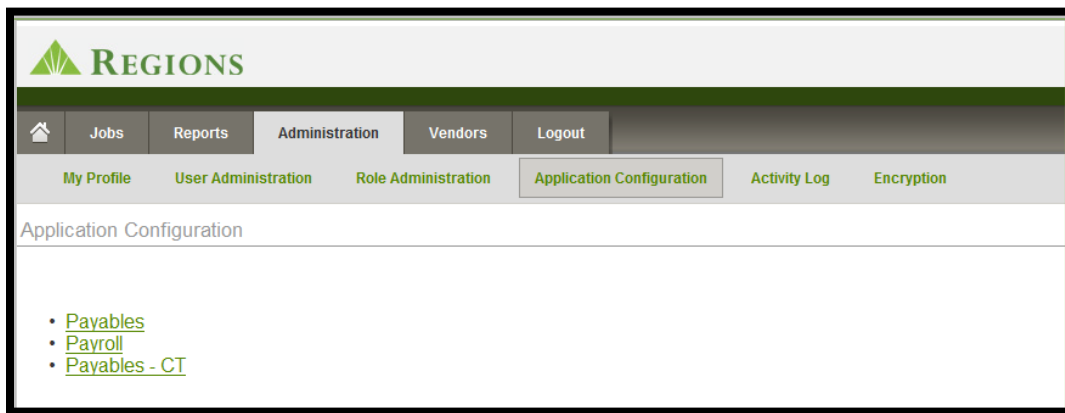 REGIONS
Jobs Reports Administration Vendors Logout
My Profile User Administration Role Administration Application Configuration Activity Log Encryption
Application Configuration
• Payables
• Payroll
• Payables - CT